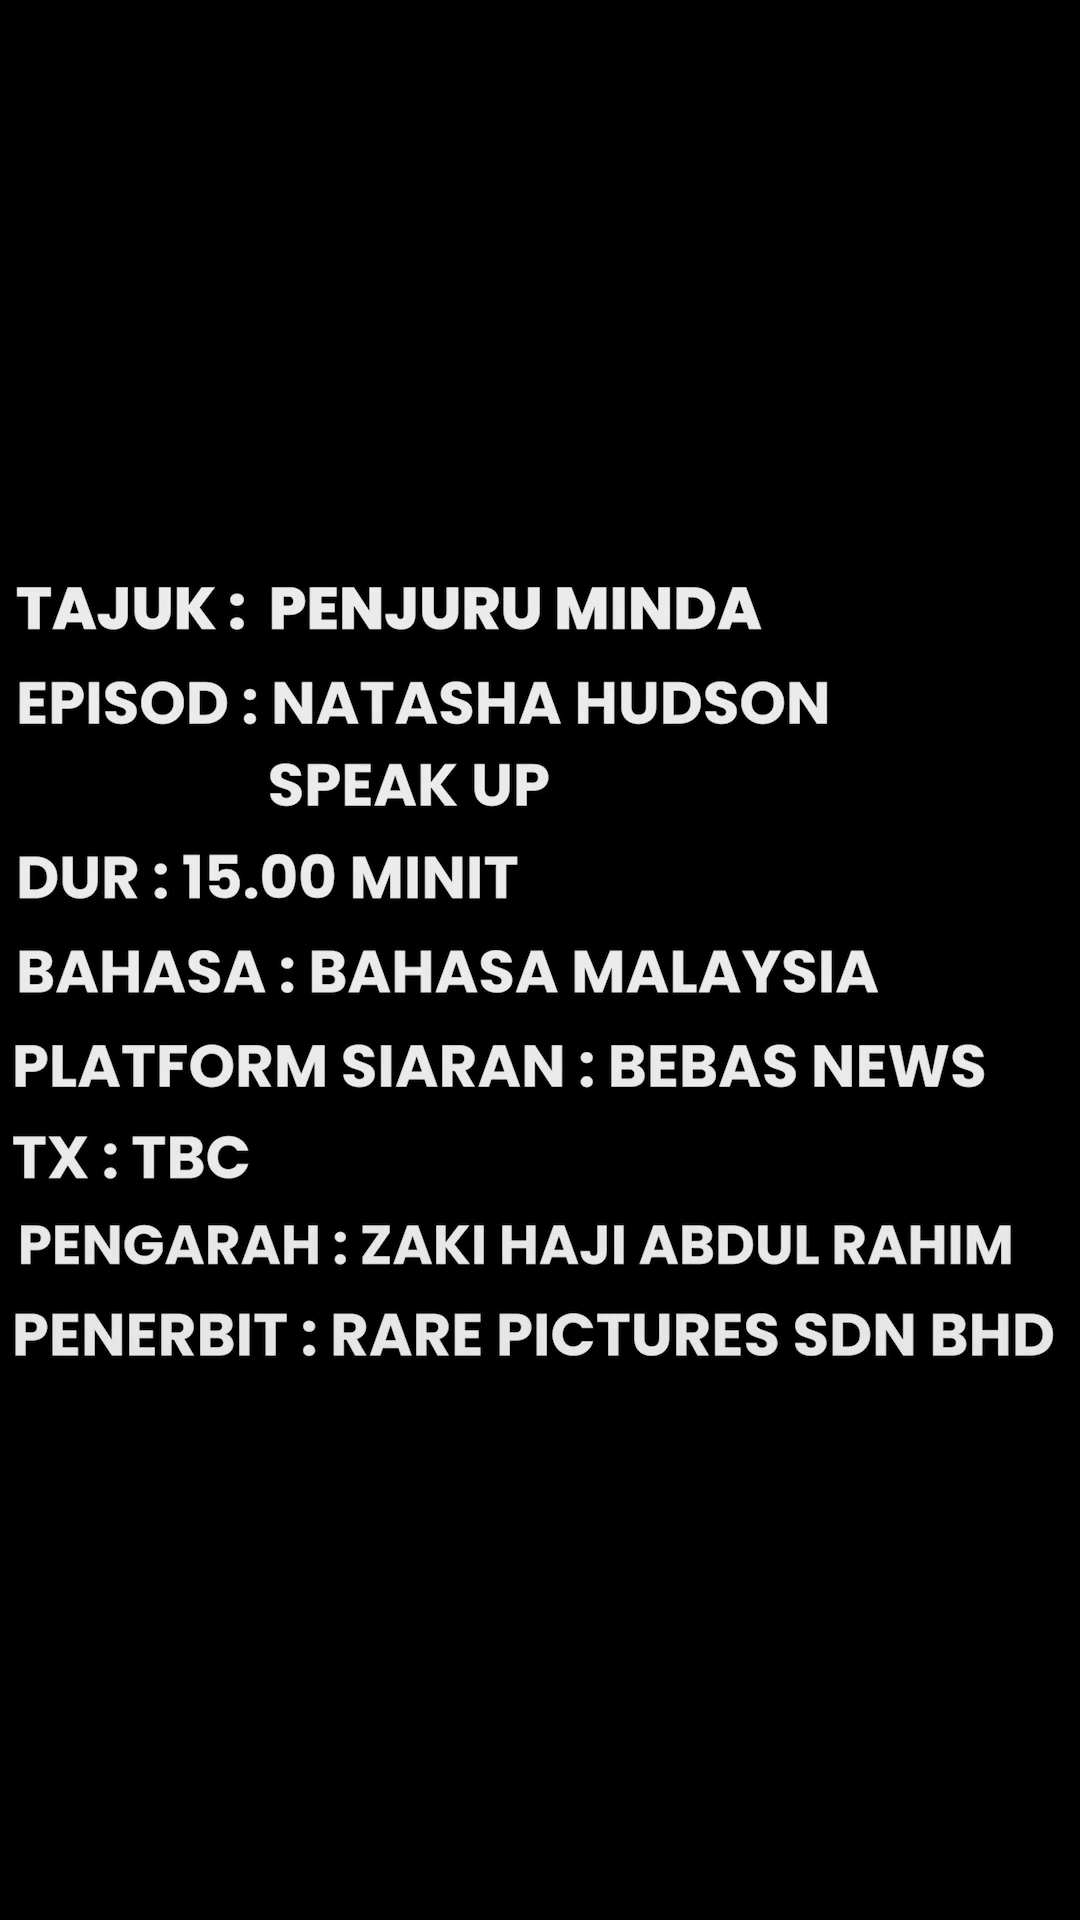 TAJUK : PENJURU MINDA
EPISOD : NATASHA HUDSON
SPEAK UP
DUR : 15.00 MINIT
BAHASA : BAHASA MALAYSIA
PLATFORM SIARAN : BEBAS NEWS
TX : TBC
PENGARAH : ZAKI HAJI ABDUL RAHIM
PENERBIT : RARE PICTURES SDN BHD